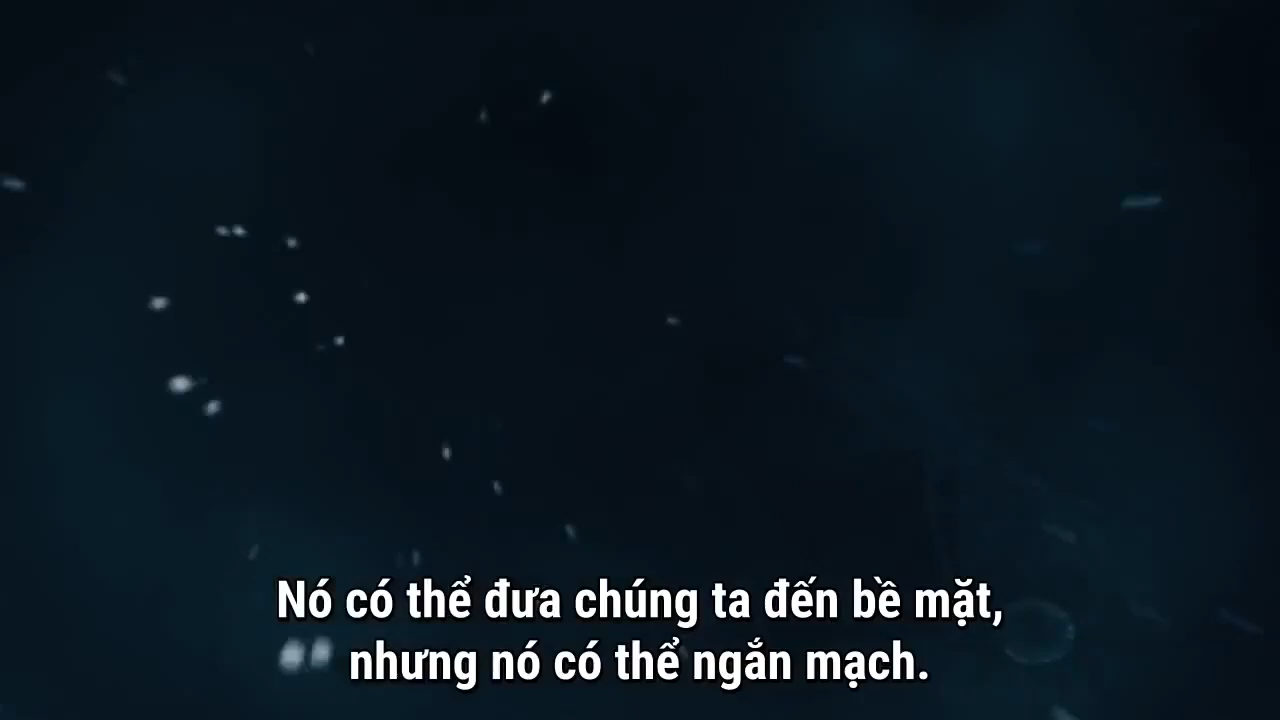 Nó có thể đưa chúng ta đến bề mặt,
nhưng nó có thể ngắn mạch.